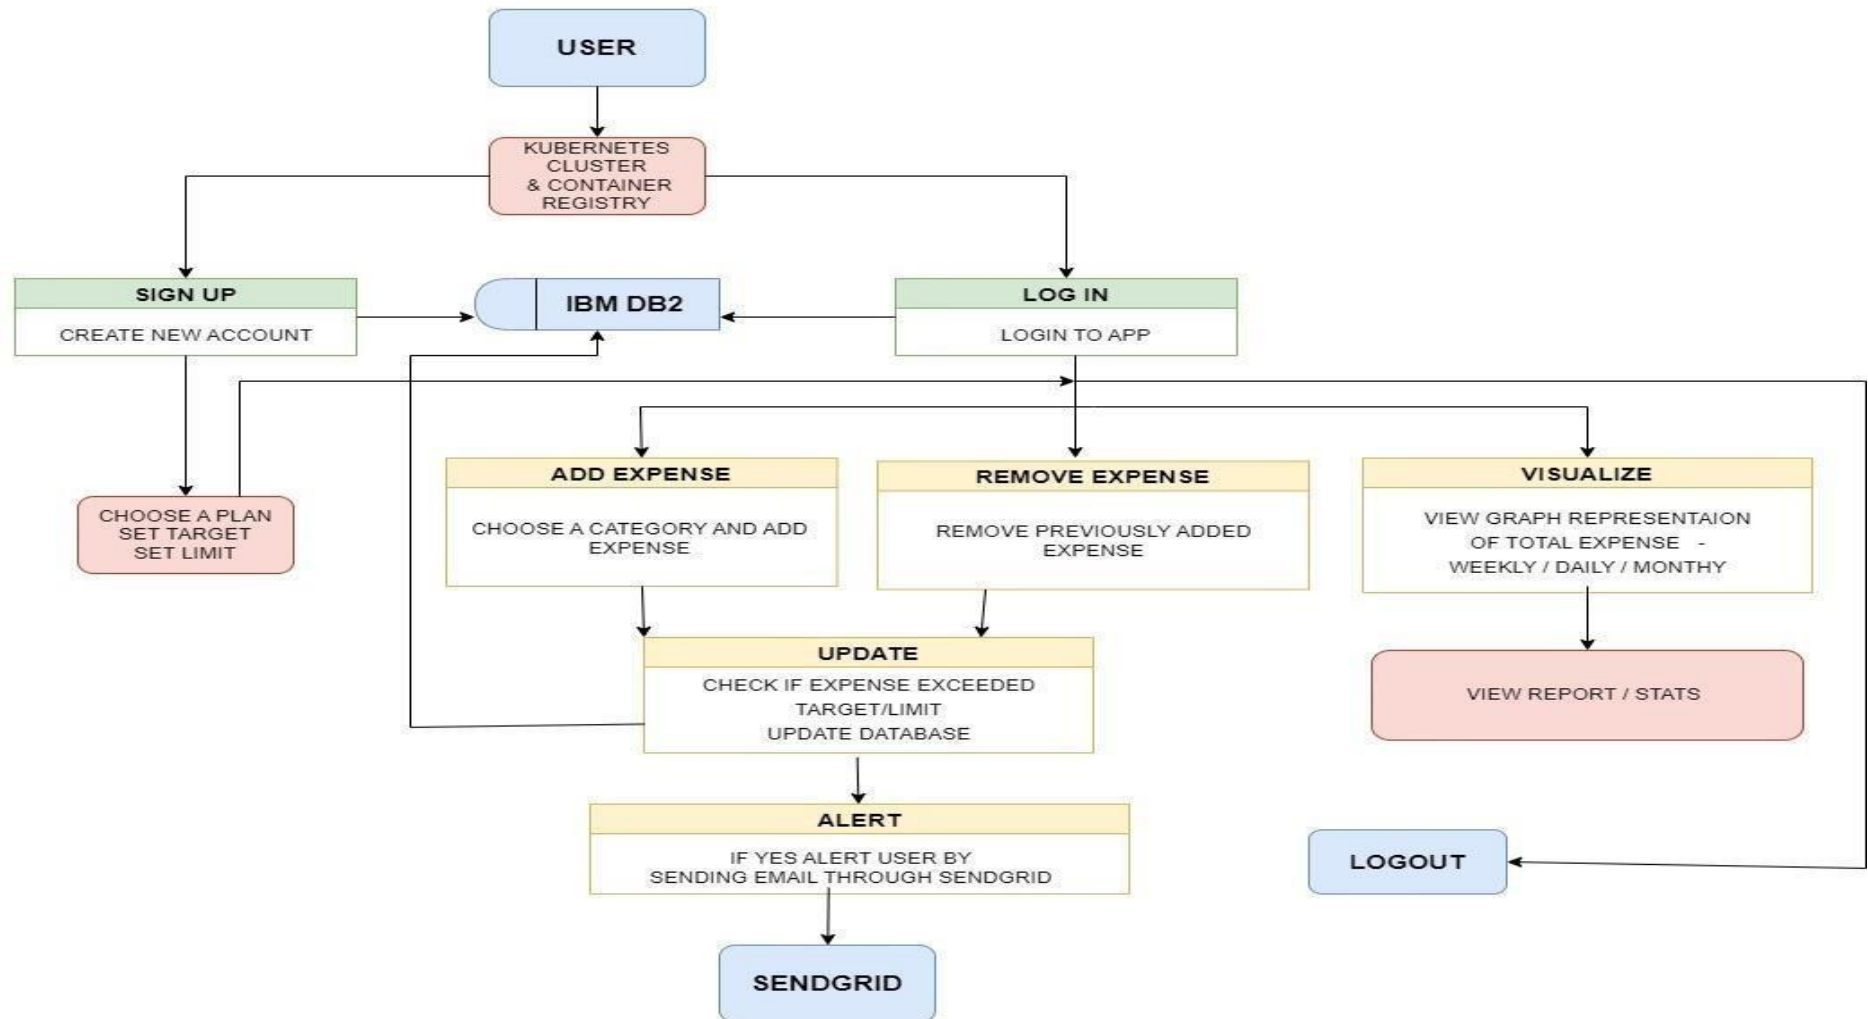 USER
KUBERNETES
CLUSTER
& CONTAINER
REGISTRY
SIGN UP
CREATE NEW ACCOUNT
IBM DB2
LOG IN
LOGIN TO APP
CHOOSE A PLAN
SET TARGET
SET LIMIT
ADD EXPENSE
CHOOSE A CATEGORY AND ADD
EXPENSE
REMOVE EXPENSE
REMOVE PREVIOUSLY ADDED
EXPENSE
VISUALIZE
VIEW GRAPH REPRESENTAION
OF TOTAL EXPENSE -
WEEKLY / DAILY / MONTHY
UPDATE
CHECK IF EXPENSE EXCEEDED
TARGET/LIMIT
UPDATE DATABASE
VIEW REPORT / STATS
ALERT
IF YES ALERT USER BY
SENDING EMAIL THROUGH SENDGRID
LOGOUT
SENDGRID